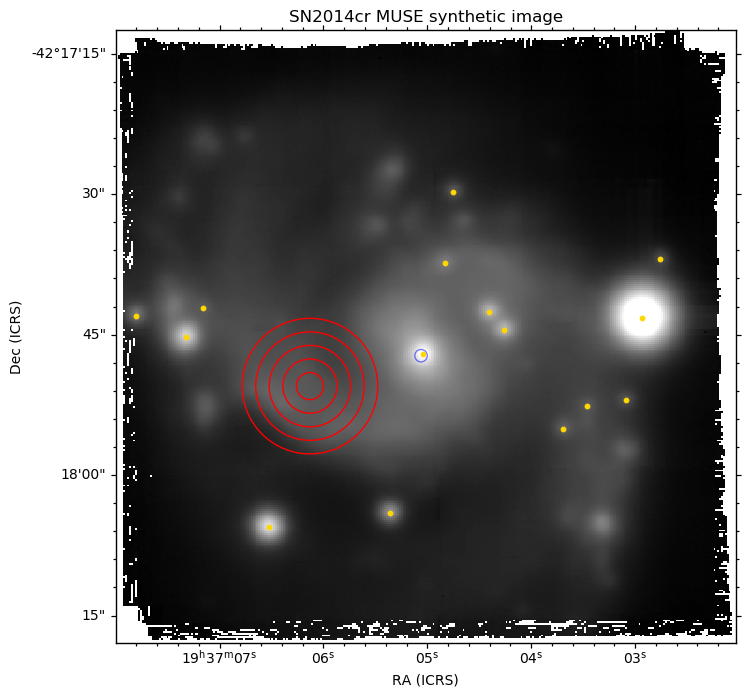 SN2014cr MUSE synthetic image
-42°17'15"
30"
45"
18'00"
15"
Dec (ICRS)
19ʰ37ᵐ07ˢ
06ˢ
05ˢ
04ˢ
03ˢ
RA (ICRS)